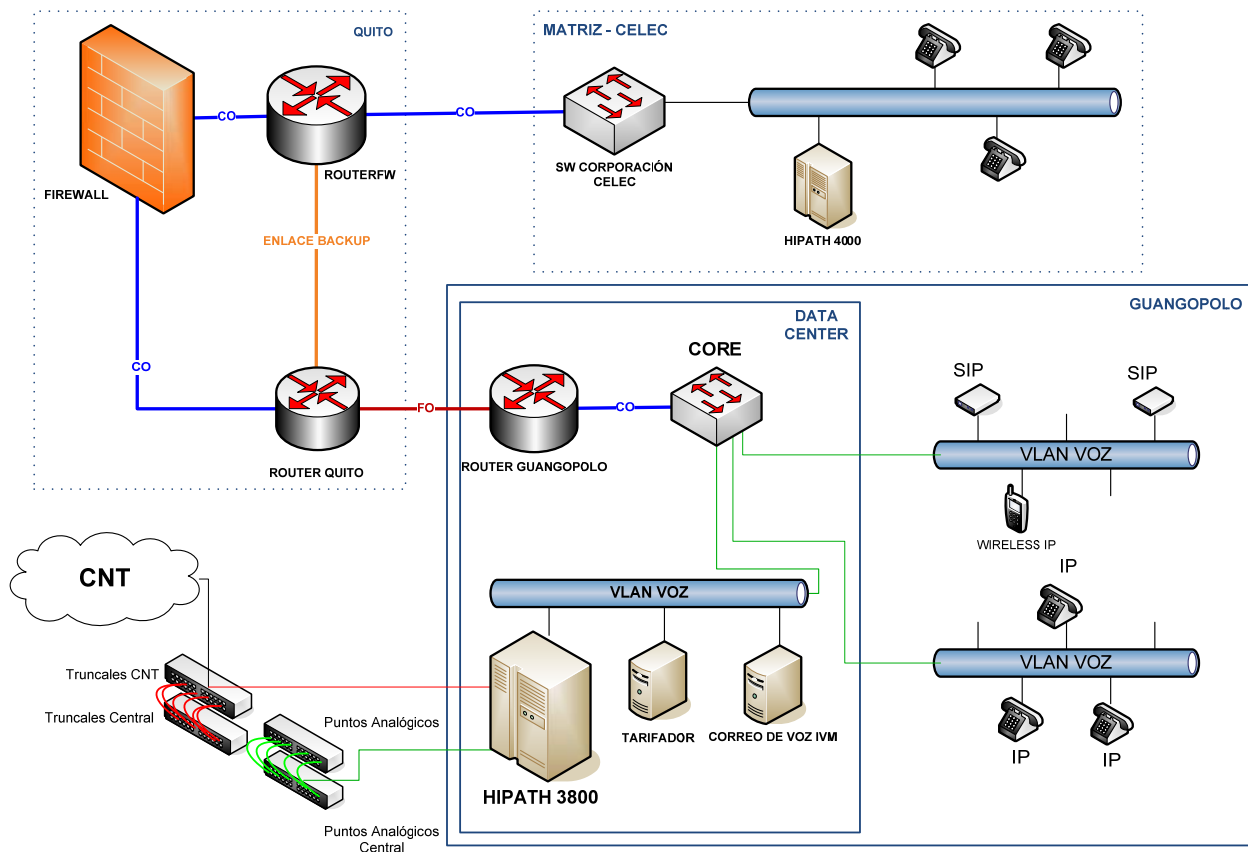 QUITO
MATRIZ - CELEC
CO
CO
ROUTERFW
SW CORPORACIÓN
CELEC
FIREWALL
HIPATH 4000
ENLACE BACKUP
GUANGOPOLO
DATA
CENTER
CORE
CO
SIP
SIP
FO
CO
ROUTER QUITO
ROUTER GUANGOPOLO
VLAN VOZ
WIRELESS IP
CNT
IP
VLAN VOZ
VLAN VOZ
Truncales CNT
Truncales Central
Puntos Analógicos
TARIFADOR
CORREO DE VOZ IVM
IP
IP
HIPATH 3800
Puntos Analógicos
Central